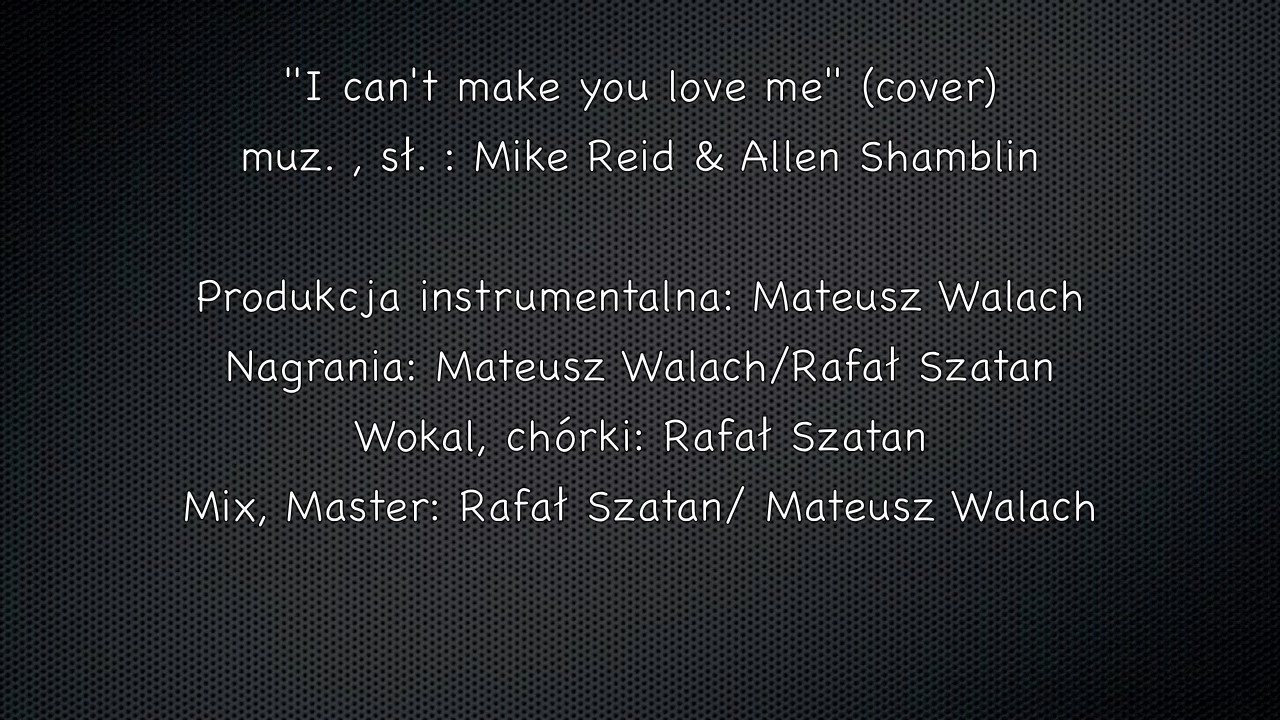 "I can't make you love me" (cover)
muz. , sł. : Mike Reid & Allen Shamblin
Produkcja instrumentalna: Mateusz Walach
Nagrania: Mateusz Walach/Rafał Szatan
Wokal, chórki: Rafał Szatan
Mix, Master: Rafał Szatan/ Mateusz Walach